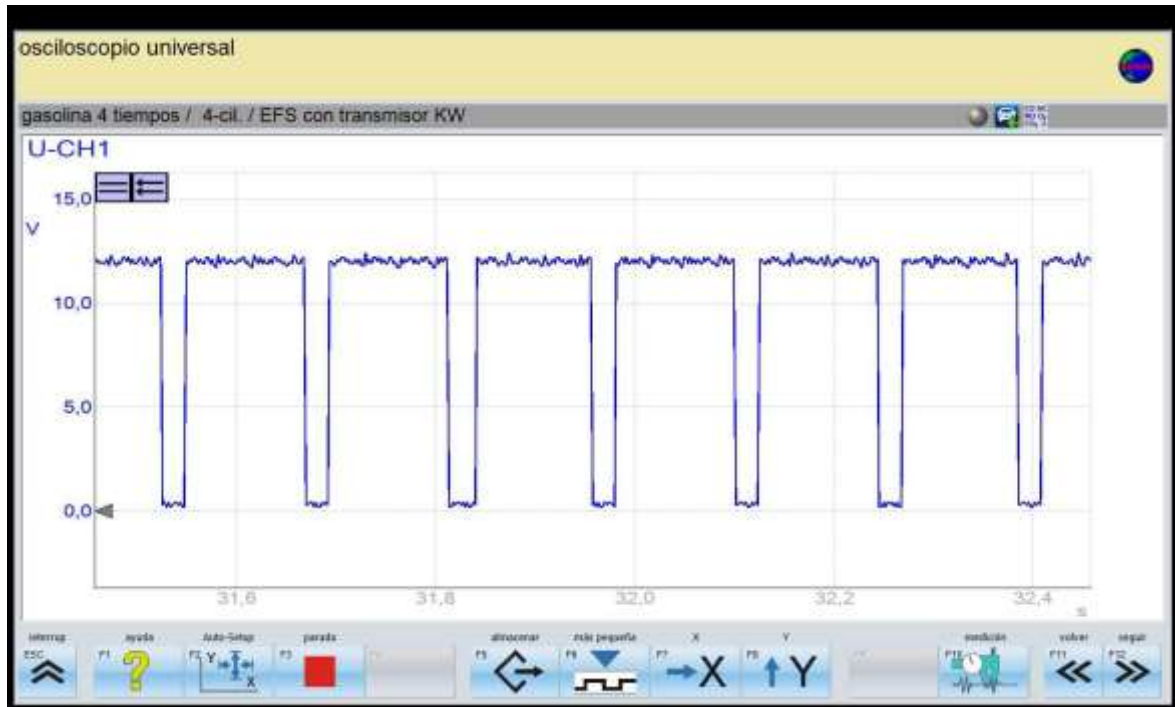 osciloscopio universal
gasolina 4 tiempos / 4-cil. / EFS con transmisor KW
U-CH1
15,0
V
10,0
5,0
0,0
31,6 31,8 32,0 32,2 32,4
s
interrup ayuda Auto-Setup parada almacenar más pequeña X Y medición volver seguir
ESC F1 F2 Y X F3 F5 F6 F7 X F8 Y F10 F11 F12